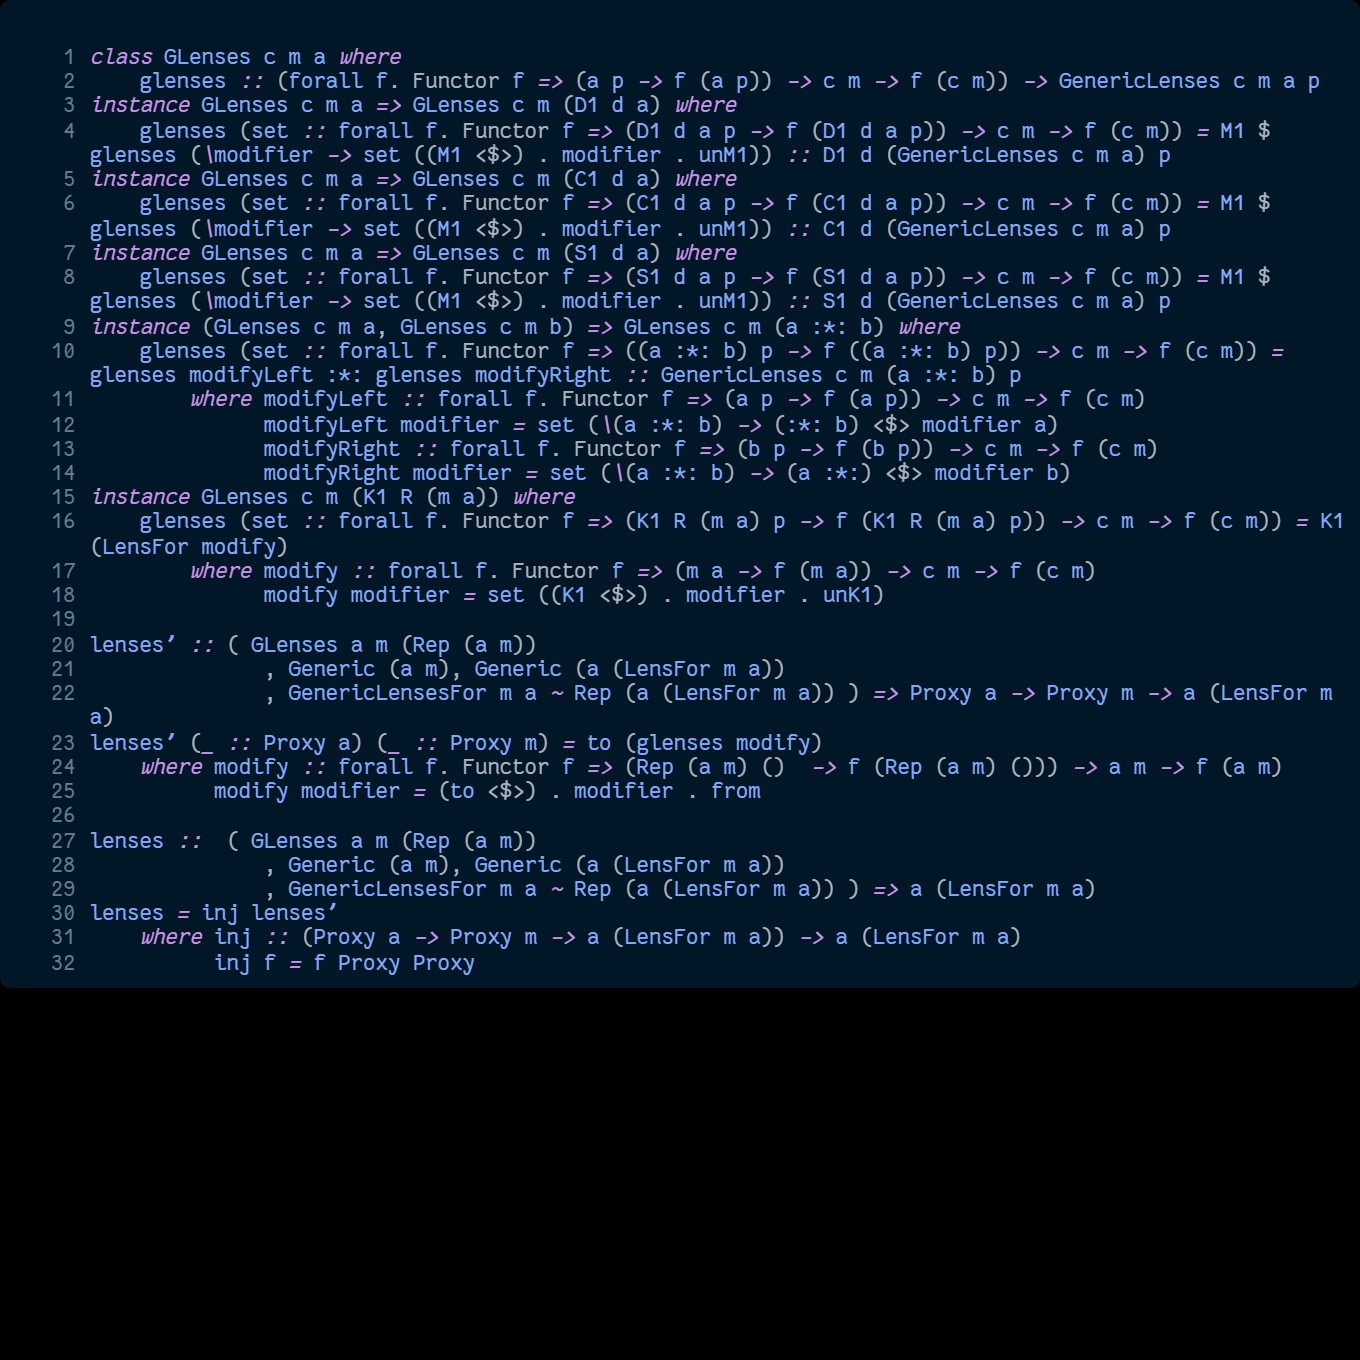 1 class GLenses c m a where
2     glenses :: (forall f. Functor f => (a p -> f (a p)) -> c m -> f (c m)) -> GenericLenses c m a p
3 instance GLenses c m a => GLenses c m (D1 d a) where
4     glenses (set :: forall f. Functor f => (D1 d a p -> f (D1 d a p)) -> c m -> f (c m)) = M1 $
glenses (\modifier -> set ((M1 <$>) . modifier . unM1)) :: D1 d (GenericLenses c m a) p
5 instance GLenses c m a => GLenses c m (C1 d a) where
6     glenses (set :: forall f. Functor f => (C1 d a p -> f (C1 d a p)) -> c m -> f (c m)) = M1 $
glenses (\modifier -> set ((M1 <$>) . modifier . unM1)) :: C1 d (GenericLenses c m a) p
7 instance GLenses c m a => GLenses c m (S1 d a) where
8     glenses (set :: forall f. Functor f => (S1 d a p -> f (S1 d a p)) -> c m -> f (c m)) = M1 $
glenses (\modifier -> set ((M1 <$>) . modifier . unM1)) :: S1 d (GenericLenses c m a) p
9 instance (GLenses c m a, GLenses c m b) => GLenses c m (a :*: b) where
10     glenses (set :: forall f. Functor f => ((a :*: b) p -> f ((a :*: b) p)) -> c m -> f (c m)) =
glenses modifyLeft :*: glenses modifyRight :: GenericLenses c m (a :*: b) p
11         where modifyLeft :: forall f. Functor f => (a p -> f (a p)) -> c m -> f (c m)
12               modifyLeft modifier = set (\(a :*: b) -> (:*: b) <$> modifier a)
13               modifyRight :: forall f. Functor f => (b p -> f (b p)) -> c m -> f (c m)
14               modifyRight modifier = set (\(a :*: b) -> (a :*:) <$> modifier b)
15 instance GLenses c m (K1 R (m a)) where
16     glenses (set :: forall f. Functor f => (K1 R (m a) p -> f (K1 R (m a) p)) -> c m -> f (c m)) = K1
(LensFor modify)
17         where modify :: forall f. Functor f => (m a -> f (m a)) -> c m -> f (c m)
18               modify modifier = set ((K1 <$>) . modifier . unK1)
19
20 lenses' :: ( GLenses a m (Rep (a m))
21               , Generic (a m), Generic (a (LensFor m a))
22               , GenericLensesFor m a ~ Rep (a (LensFor m a)) ) => Proxy a -> Proxy m -> a (LensFor m
a)
23 lenses' (_ :: Proxy a) (_ :: Proxy m) = to (glenses modify)
24     where modify :: forall f. Functor f => (Rep (a m) ()  -> f (Rep (a m) ())) -> a m -> f (a m)
25           modify modifier = (to <$>) . modifier . from
26
27 lenses ::  ( GLenses a m (Rep (a m))
28               , Generic (a m), Generic (a (LensFor m a))
29               , GenericLensesFor m a ~ Rep (a (LensFor m a)) ) => a (LensFor m a)
30 lenses = inj lenses'
31     where inj :: (Proxy a -> Proxy m -> a (LensFor m a)) -> a (LensFor m a)
32           inj f = f Proxy Proxy